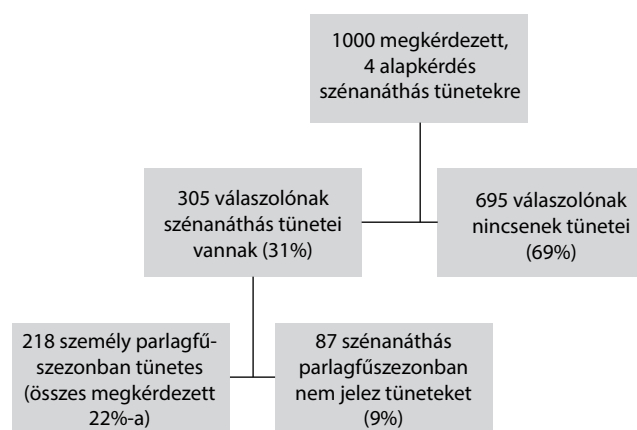 1000 megkérdezett,
4 alapkérdés
szénanáthás tünetekre
305 válaszolónak
szénanáthás tünetei
vannak (31%)
695 válaszolónak
nincsenek tünetei
(69%)
218 személy parlagfű-
szezonban tünetes
(összes megkérdezett
22%-a)
87 szénanáthás
parlagfűszezonban
nem jelez tüneteket
(9%)